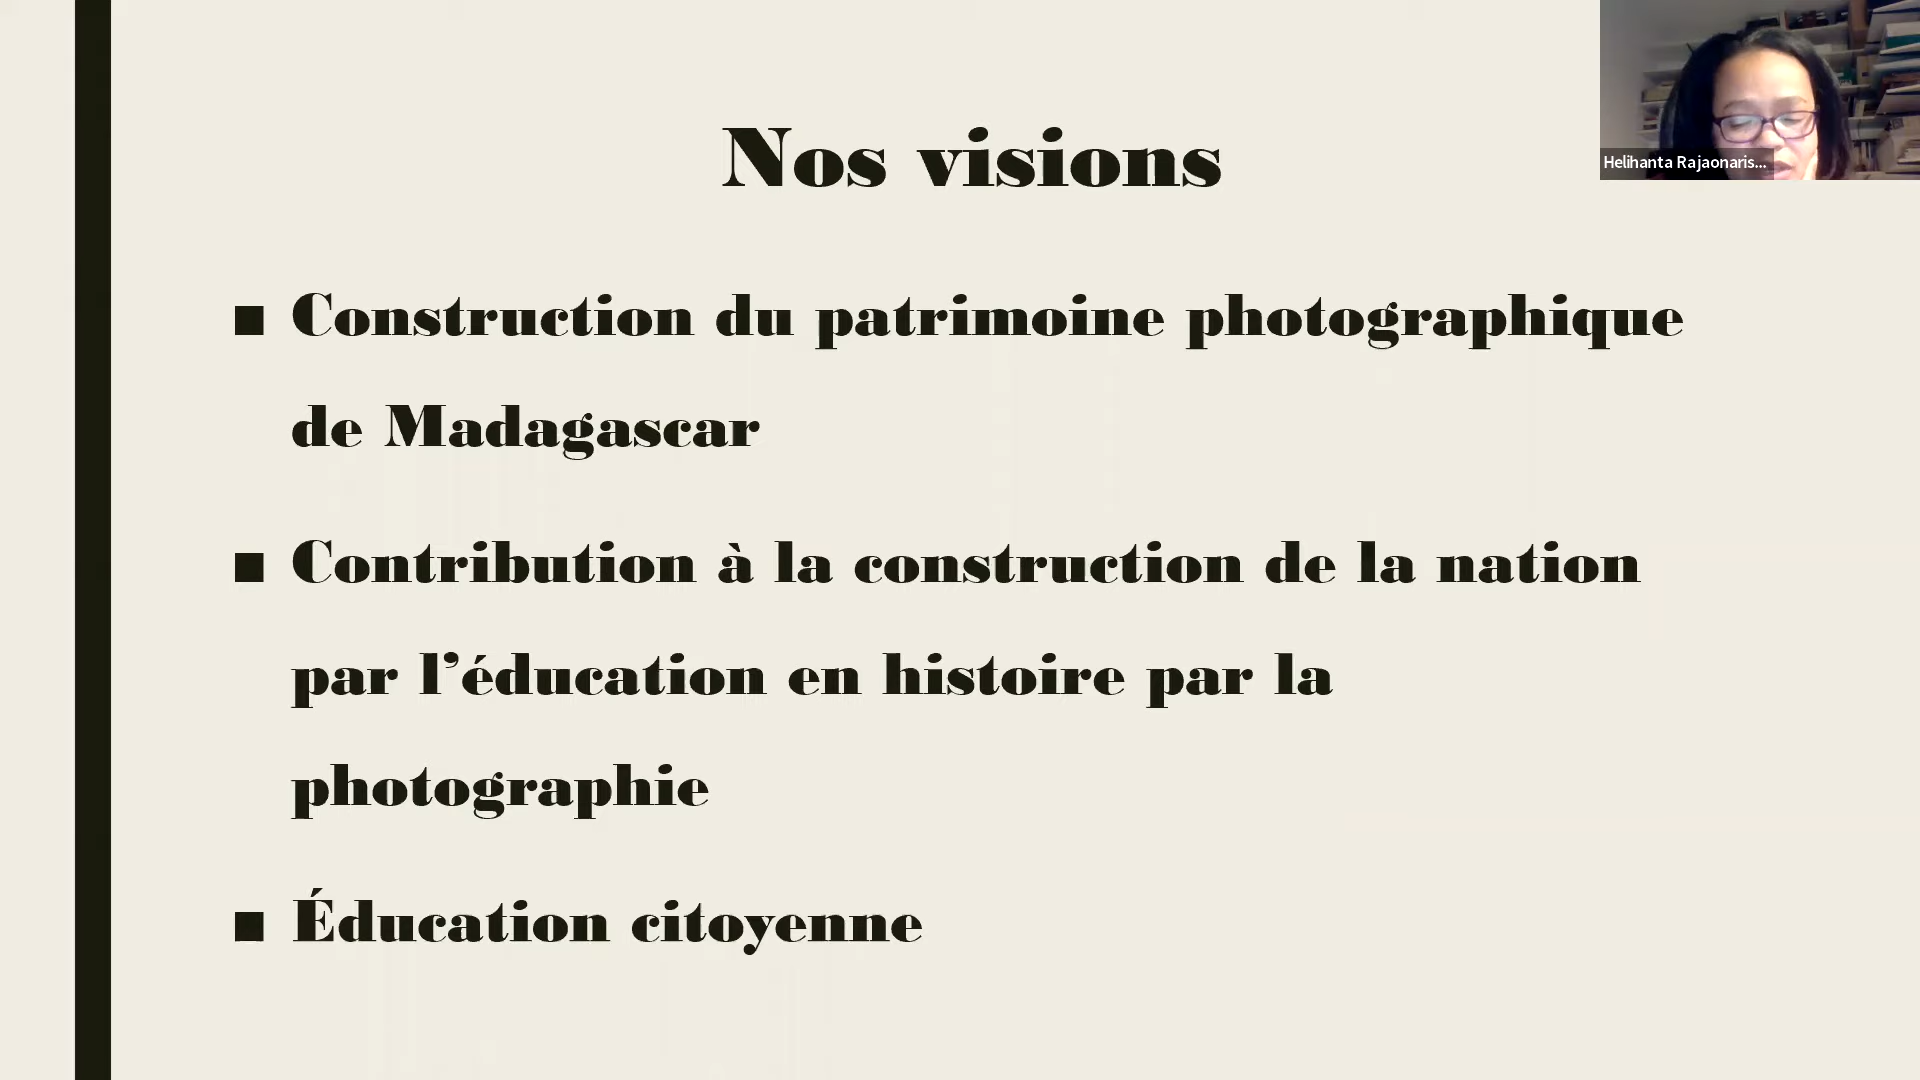 Nos visions
Helihanta Rajaonaris...
■ Construction du patrimoine photographique
de Madagascar
■ Contribution à la construction de la nation
par l’éducation en histoire par la
photographie
■ Éducation citoyenne